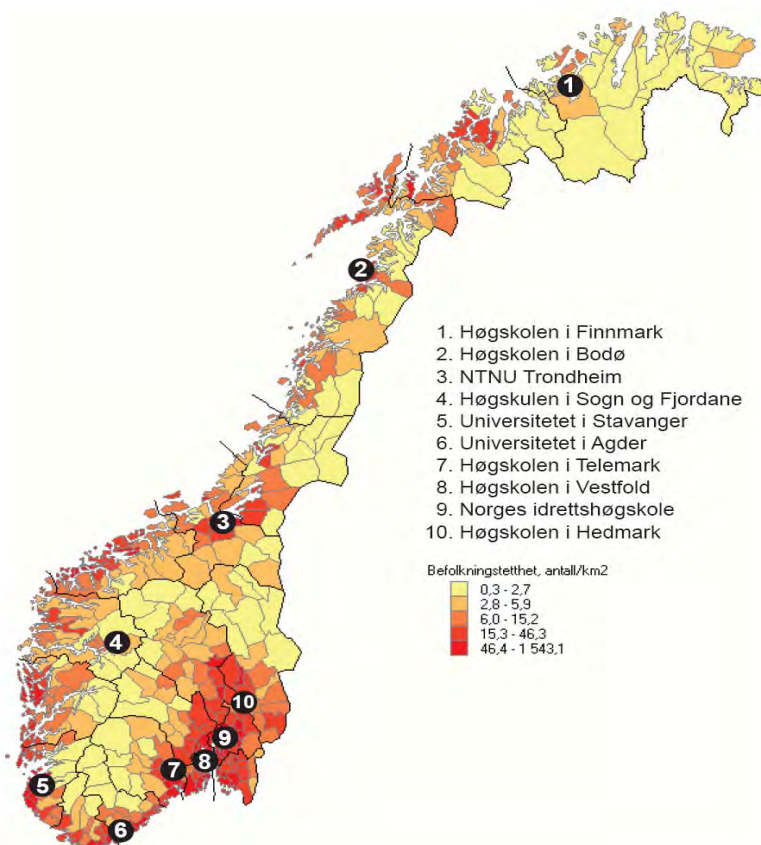 1
2
1. Høgskolen i Finnmark
2. Høgskolen i Bodø
3. NTNU Trondheim
4. Høgskulen i Sogn og Fjordane
5. Universitetet i Stavanger
6. Universitetet i Agder
7. Høgskolen i Telemark
8. Høgskolen i Vestfold
9. Norges idrettshøgskole
10. Høgskolen i Hedmark
3
Befolkningstetthet, antall/km2
0,3 - 2,7
2,8 - 5,9
6,0 - 15,2
15,3 - 46,3
46,4 - 1 543,1
4
10
9
8
7
5
6